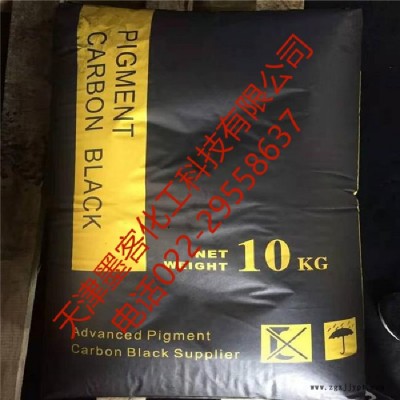 PIGMENT
CARBON BLACK
天津墨客化工科技有限公司
电话022-29558637
NET
WEIGHT 10 KG
Advanced Pigment
Carbon Black Supplier